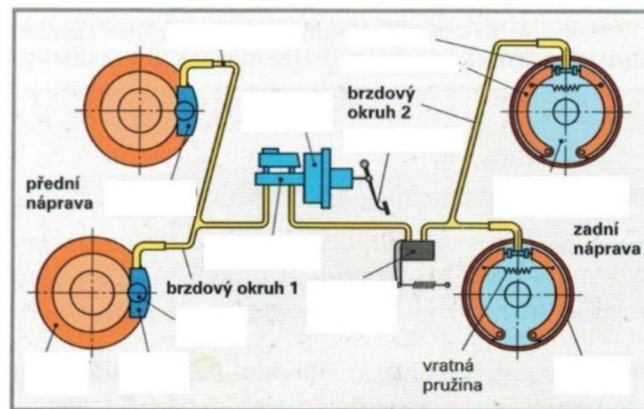 brzdový
okruh 2
přední
náprava
zadní
náprava
brzdový okruh 1
vratná
pružina